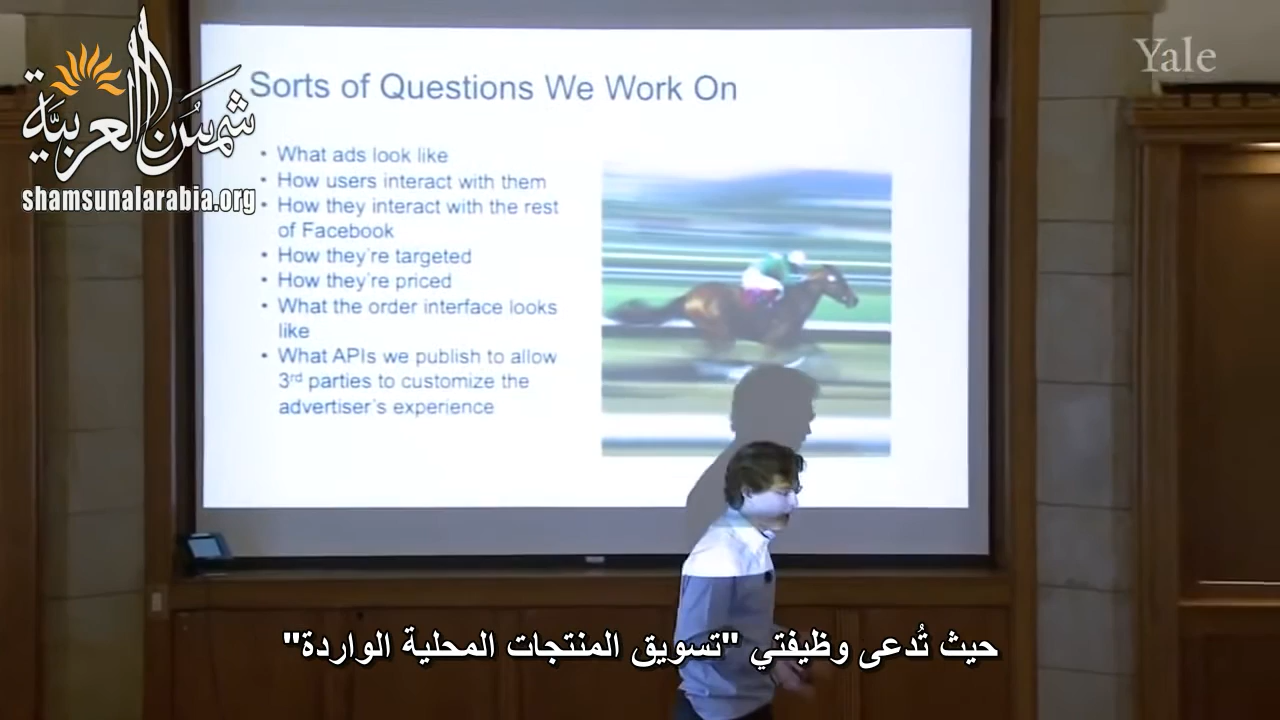 Sorts of Questions We Work On
Yale
شمس العربية
shamsunalarabia.org
• What ads look like
• How users interact with them
• How they interact with the rest
of Facebook
• How they're targeted
• How they're priced
• What the order interface looks
like
• What APIs we publish to allow
3rd parties to customize the
advertiser's experience
حيث تُدعى وظيفتي "تسويق المنتجات المحلية الواردة"